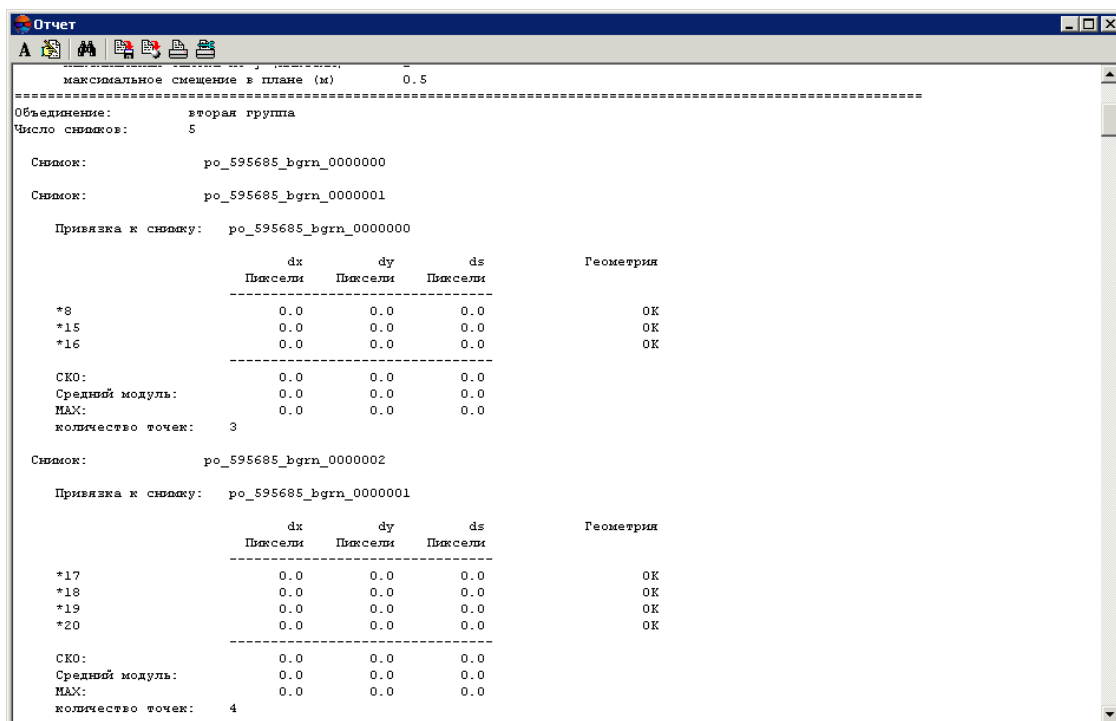 Отчет
максимальное смещение в плане (м) 0.5
==========================================================================================
Объединение: вторая группа
Число снимков: 5
Снимок: po_595685_bgrn_0000000
Снимок: po_595685_bgrn_0000001
Привязка к снимку: po_595685_bgrn_0000000
dx dy ds Геометрия
Пиксели Пиксели Пиксели
--------------------------------
*8 0.0 0.0 0.0 OK
*15 0.0 0.0 0.0 OK
*16 0.0 0.0 0.0 OK
--------------------------------
СКО: 0.0 0.0 0.0
Средний модуль: 0.0 0.0 0.0
MAX: 0.0 0.0 0.0
количество точек: 3
Снимок: po_595685_bgrn_0000002
Привязка к снимку: po_595685_bgrn_0000001
dx dy ds Геометрия
Пиксели Пиксели Пиксели
--------------------------------
*17 0.0 0.0 0.0 OK
*18 0.0 0.0 0.0 OK
*19 0.0 0.0 0.0 OK
*20 0.0 0.0 0.0 OK
--------------------------------
СКО: 0.0 0.0 0.0
Средний модуль: 0.0 0.0 0.0
MAX: 0.0 0.0 0.0
количество точек: 4